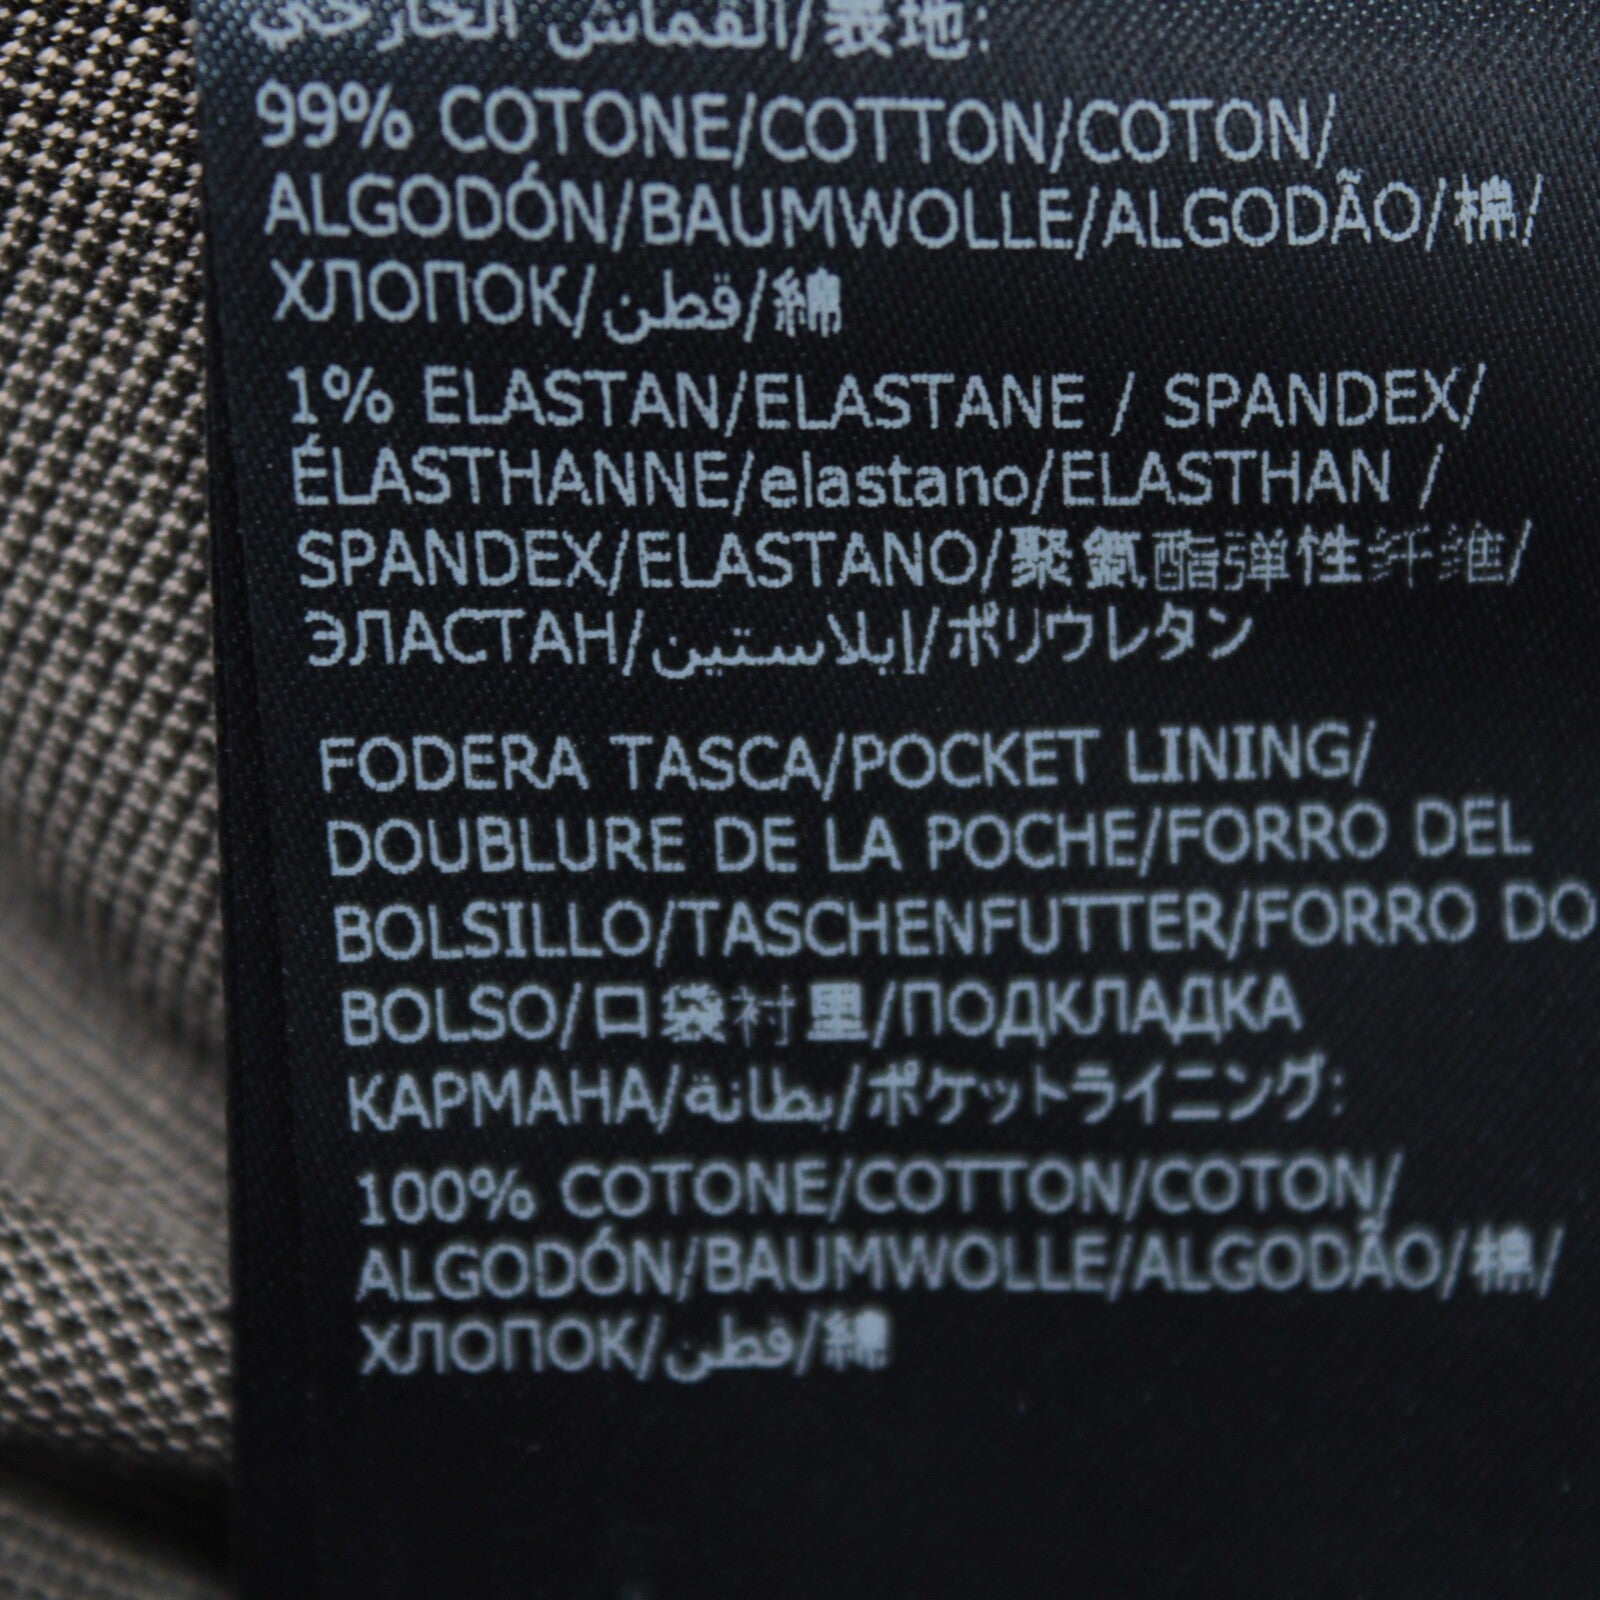 القماش الخارجي/表地:
99% COTONE/COTTON/COTON/
ALGODÓN/BAUMWOLLE/ALGODÃO/棉/
ХЛОПОК/قطن/綿
1% ELASTAN/ELASTANE / SPANDEX/
ÉLASTHANNE/elastano/ELASTHAN /
SPANDEX/ELASTANO/聚氨酯弹性纤维/
ЭЛАСТАН/إيلاستين/ポリウレタン
FODERA TASCA/POCKET LINING/
DOUBLURE DE LA POCHE/FORRO DEL
BOLSILLO/TASCHENFUTTER/FORRO DO
BOLSO/口袋衬里/ПОДКЛАДКА
КАРМАНА/بطانة/ポケットライニング:
100% COTONE/COTTON/COTON/
ALGODÓN/BAUMWOLLE/ALGODÃO/棉/
ХЛОПОК/قطن/綿